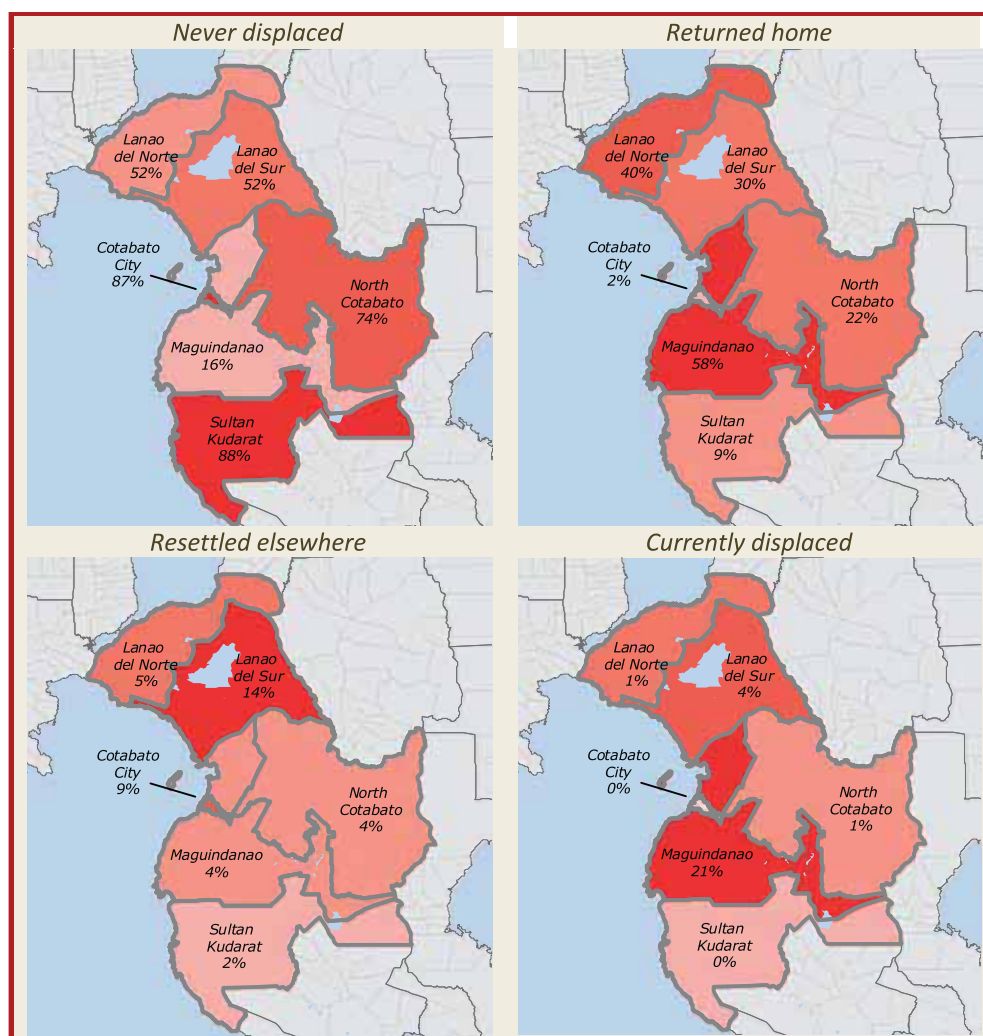 Never displaced
Lanao
del Norte
52%
Lanao
del Sur
52%
Cotabato
City
87%
North
Cotabato
74%
Maguindanao
16%
Sultan
Kudarat
88%
Returned home
Lanao
del Norte
40%
Lanao
del Sur
30%
Cotabato
City
2%
North
Cotabato
22%
Maguindanao
58%
Sultan
Kudarat
9%
Resettled elsewhere
Lanao
del Norte
5%
Lanao
del Sur
14%
Cotabato
City
9%
North
Cotabato
4%
Maguindanao
4%
Sultan
Kudarat
2%
Currently displaced
Lanao
del Norte
1%
Lanao
del Sur
4%
Cotabato
City
0%
North
Cotabato
1%
Maguindanao
21%
Sultan
Kudarat
0%